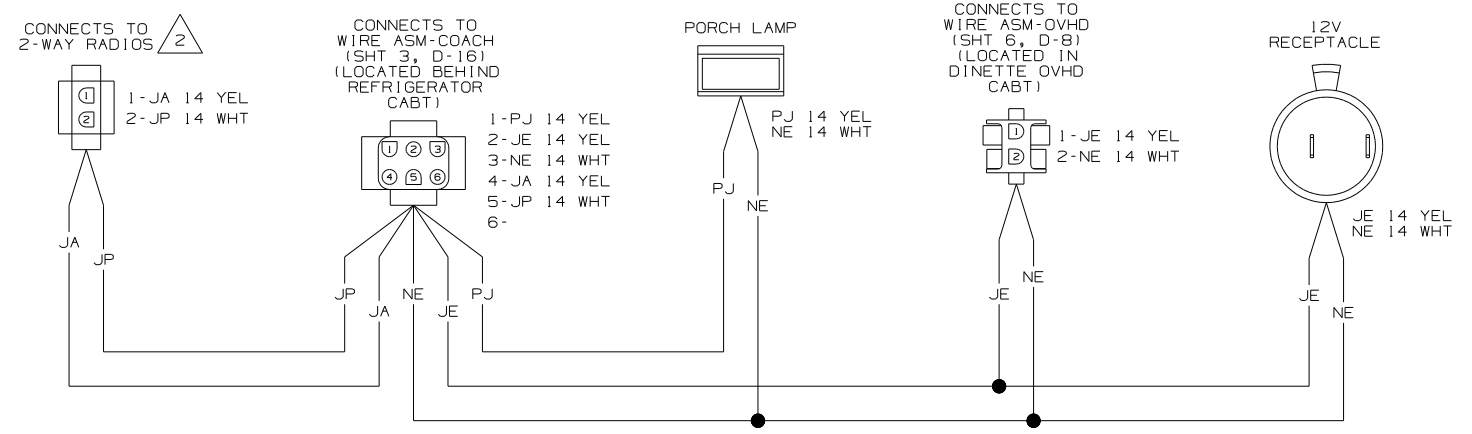 CONNECTS TO
2-WAY RADIOS
2
1
2
1-JA 14 YEL
2-JP 14 WHT
JA
JP
CONNECTS TO
WIRE ASM-COACH
(SHT 3, D-16)
(LOCATED BEHIND
REFRIGERATOR
CABT)
1 2 3
4 5 6
1-PJ 14 YEL
2-JE 14 YEL
3-NE 14 WHT
4-JA 14 YEL
5-JP 14 WHT
6-
JP
JA
NE
JE
PJ
PORCH LAMP
PJ 14 YEL
NE 14 WHT
PJ
NE
CONNECTS TO
WIRE ASM-OVHD
(SHT 6, D-8)
(LOCATED IN
DINETTE OVHD
CABT)
1
2
1-JE 14 YEL
2-NE 14 WHT
JE
NE
12V
RECEPTACLE
JE 14 YEL
NE 14 WHT
JE
NE